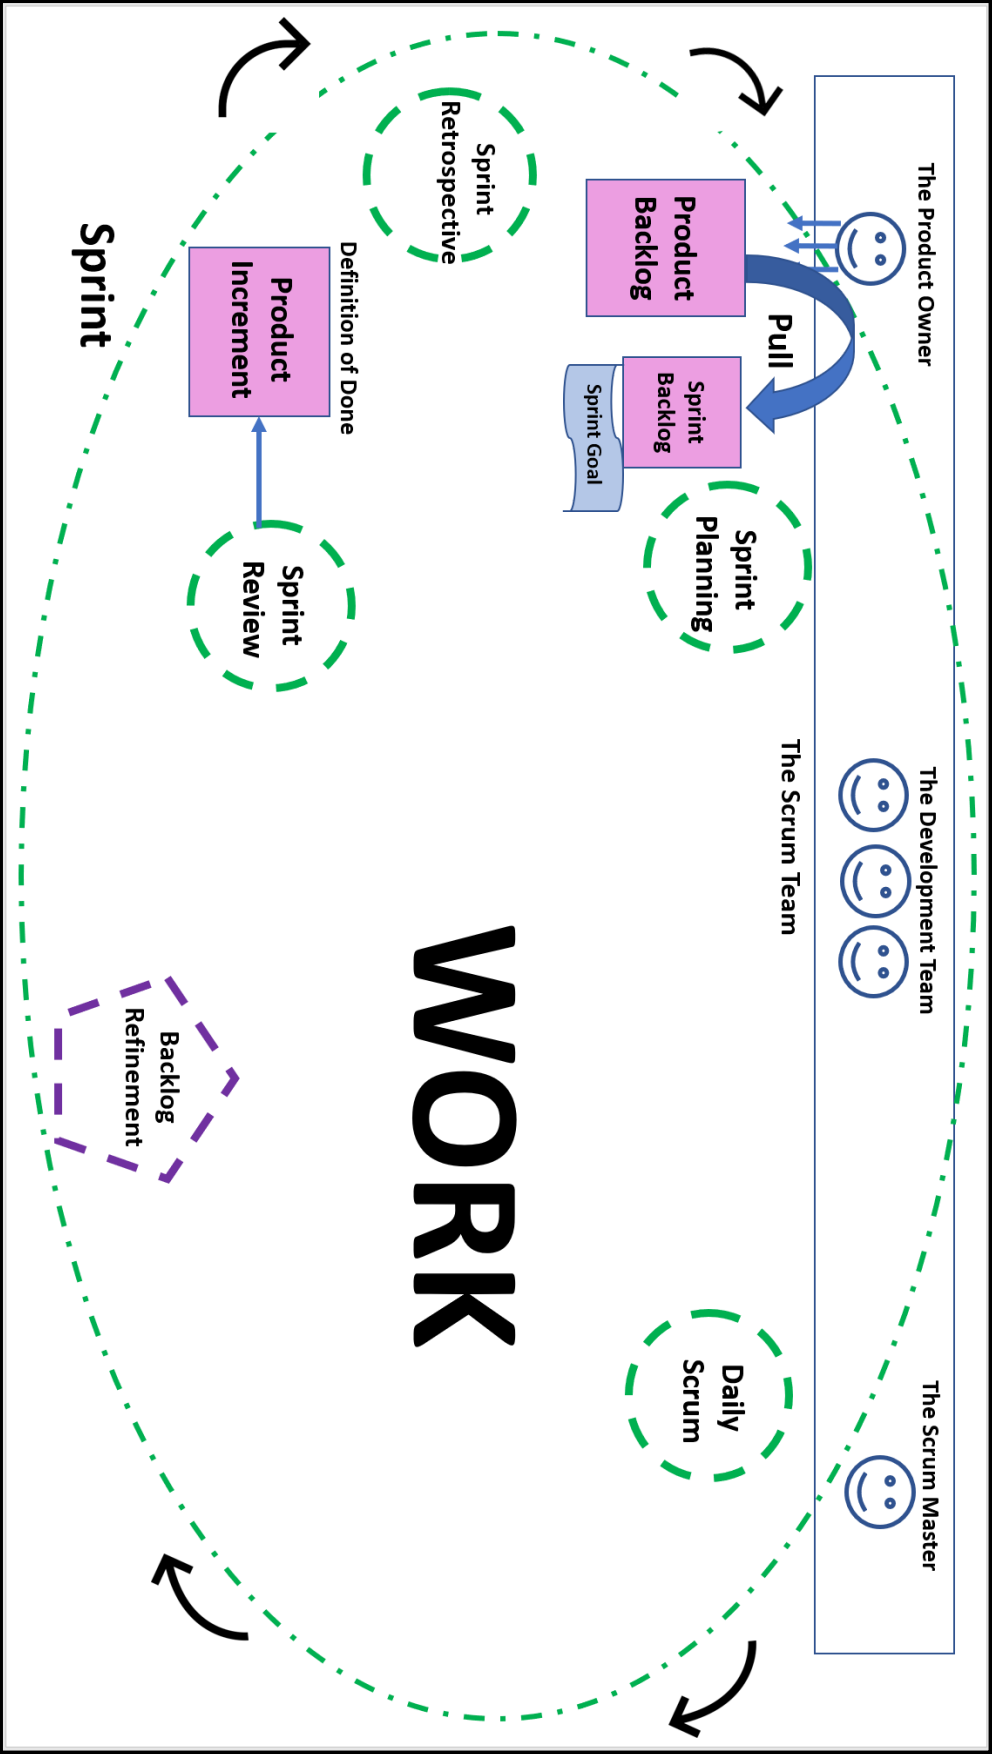 The Product Owner
The Development Team
The Scrum Master
The Scrum Team
Pull
Product
Backlog
Sprint
Backlog
Sprint Goal
Sprint
Planning
Daily
Scrum
Sprint
Retrospective
WORK
Definition of Done
Product
Increment
Sprint
Review
Backlog
Refinement
Sprint